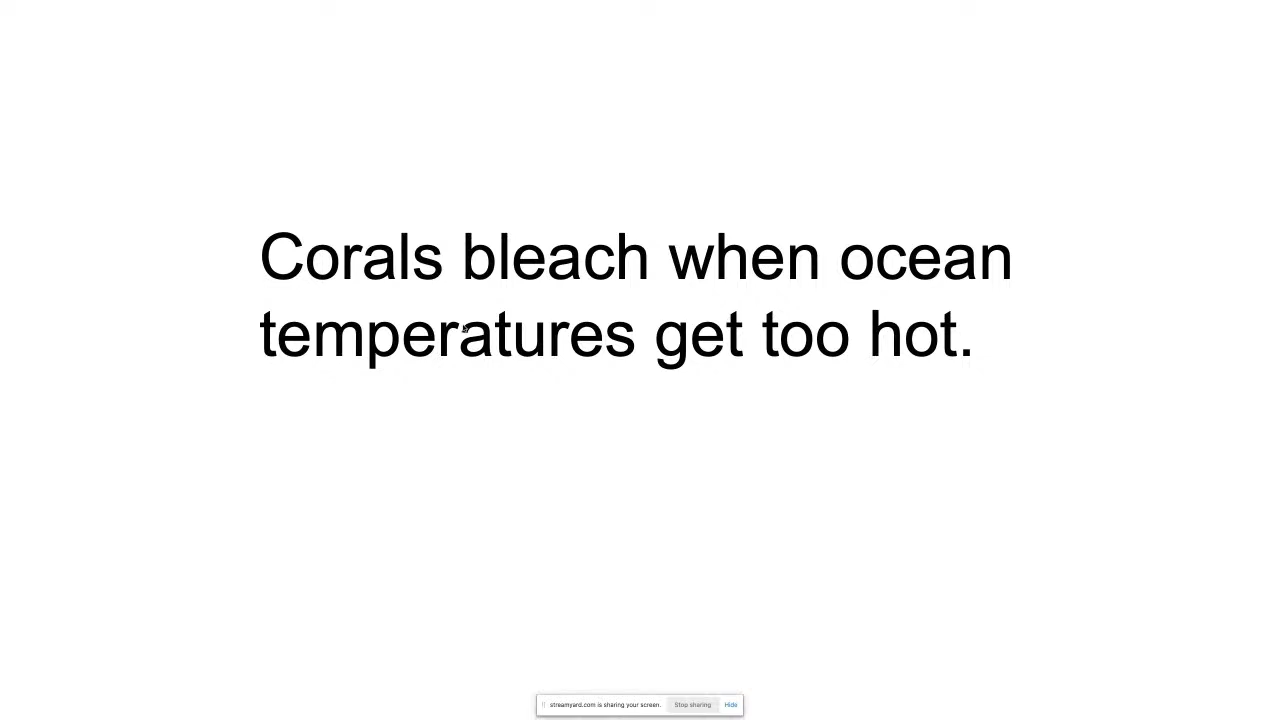 Corals bleach when ocean
temperatures get too hot.
streamyard.com is sharing your screen. Stop sharing Hide